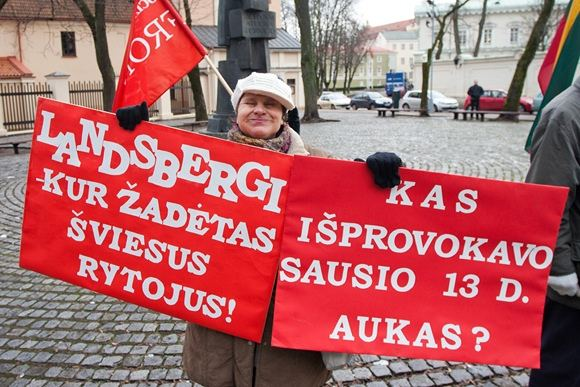 LANDSBERGI
-KUR ŽADĖTAS
ŠVIESUS
RYTOJUS!
KAS
IŠPROVOKAVO
SAUSIO 13 D.
AUKAS?